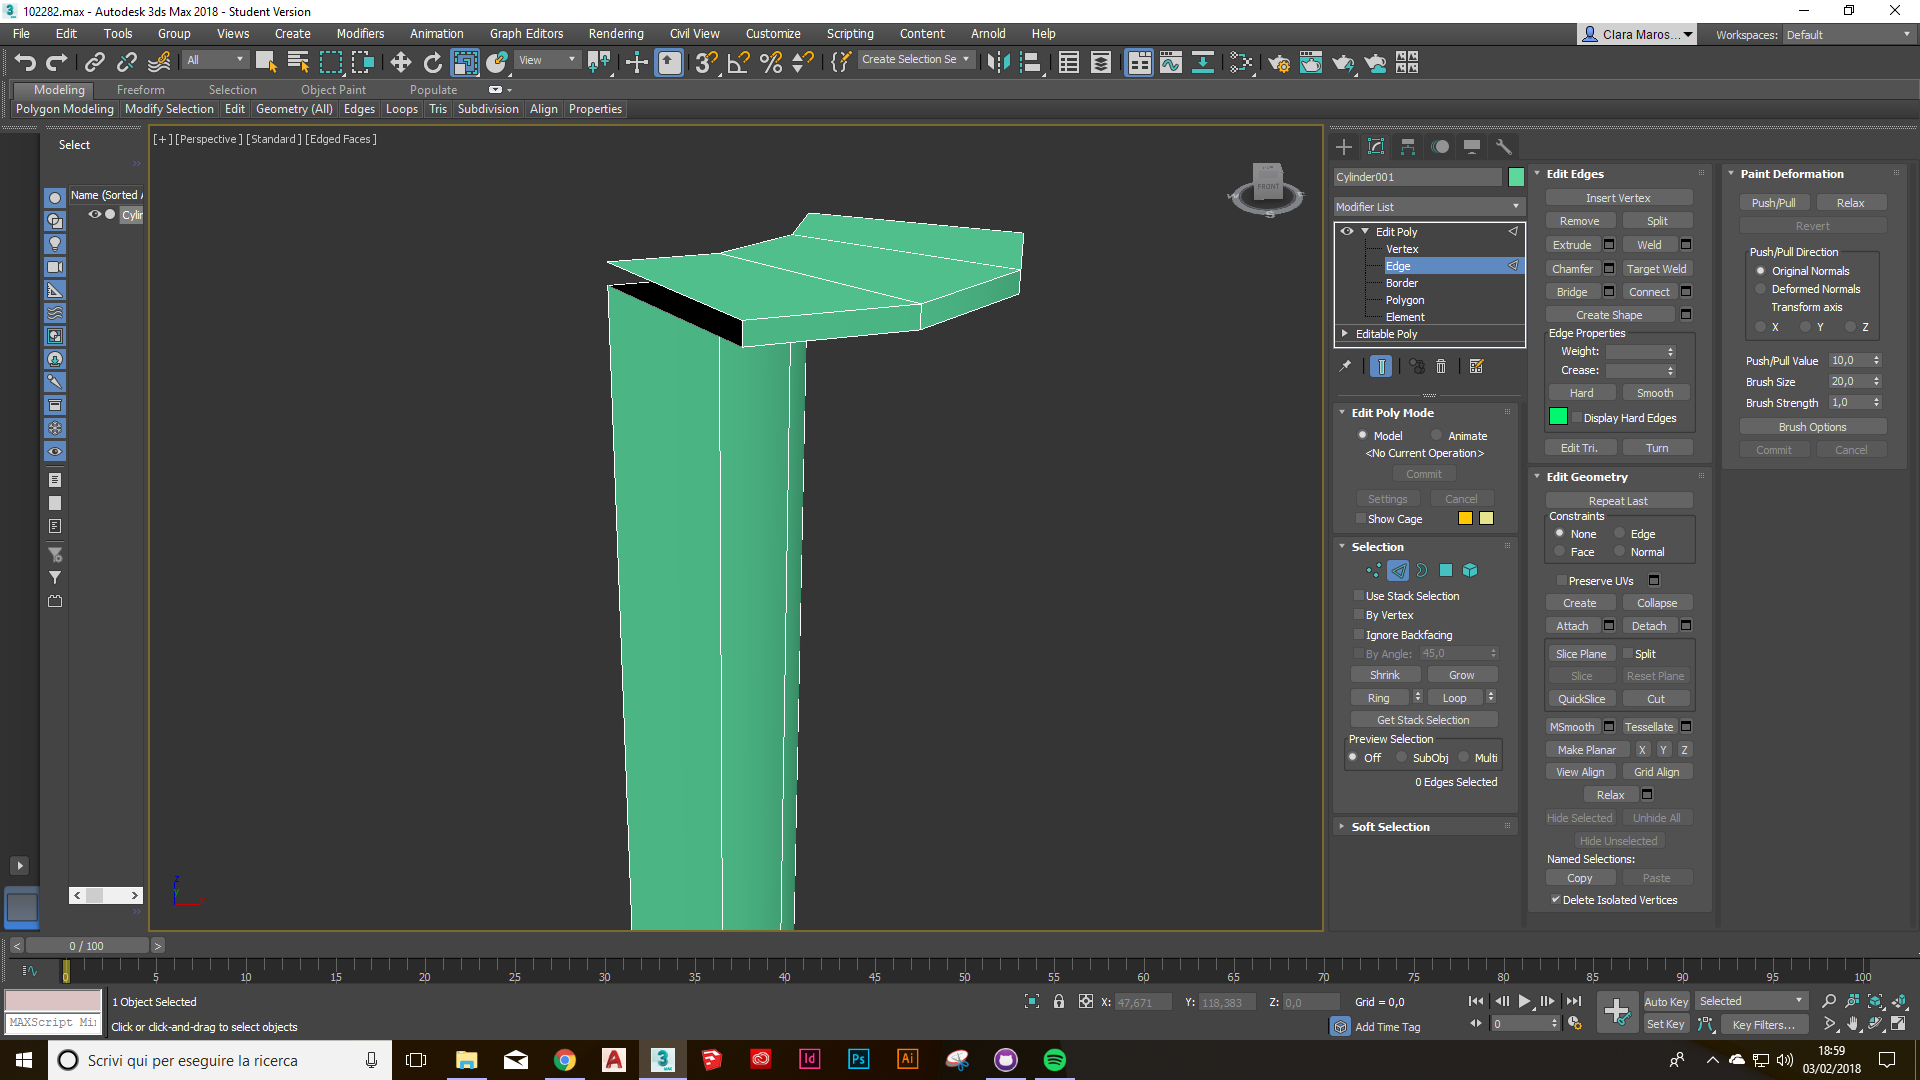 102282.max - Autodesk 3ds Max 2018 - Student Version
File Edit Tools Group Views Create Modifiers Animation Graph Editors Rendering Civil View Customize Scripting Content Arnold Help
Clara Maros... Workspaces: Default
All View Create Selection Se
Modeling Freeform Selection Object Paint Populate
Polygon Modeling Modify Selection Edit Geometry (All) Edges Loops Tris Subdivision Align Properties
Select
Name (Sorted A
Cylin
[+] [Perspective] [Standard] [Edged Faces]
FRONT
W
S
Cylinder001
Modifier List
Edit Poly
Vertex
Edge
Border
Polygon
Element
Editable Poly
Edit Poly Mode
Model Animate
<No Current Operation>
Commit
Settings Cancel
Show Cage
Selection
Use Stack Selection
By Vertex
Ignore Backfacing
By Angle: 45,0
Shrink Grow
Ring Loop
Get Stack Selection
Preview Selection
Off SubObj Multi
0 Edges Selected
Soft Selection
Edit Edges
Insert Vertex
Remove Split
Extrude Weld
Chamfer Target Weld
Bridge Connect
Create Shape
Edge Properties
Weight:
Crease:
Hard Smooth
Display Hard Edges
Edit Tri. Turn
Edit Geometry
Repeat Last
Constraints
None Edge
Face Normal
Preserve UVs
Create Collapse
Attach Detach
Slice Plane Split
Slice Reset Plane
QuickSlice Cut
MSmooth Tessellate
Make Planar X Y Z
View Align Grid Align
Relax
Hide Selected Unhide All
Hide Unselected
Named Selections:
Copy Paste
Delete Isolated Vertices
Paint Deformation
Push/Pull Relax
Revert
Push/Pull Direction
Original Normals
Deformed Normals
Transform axis
X Y Z
Push/Pull Value 10,0
Brush Size 20,0
Brush Strength 1,0
Brush Options
Commit Cancel
z
x
0 / 100
0 5 10 15 20 25 30 35 40 45 50 55 60 65 70 75 80 85 90 95 100
1 Object Selected
X: 47,671 Y: 118,383 Z: 0,0 Grid = 0,0
Auto Key Selected
MAXScript Mi
Click or click-and-drag to select objects
Add Time Tag
0
Set Key Key Filters...
Scrivi qui per eseguire la ricerca
18:59
03/02/2018